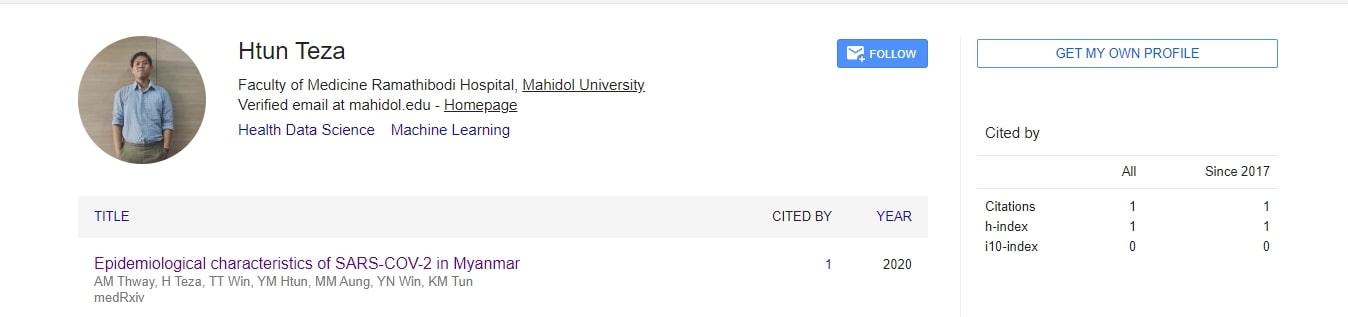 Htun Teza
FOLLOW
Faculty of Medicine Ramathibodi Hospital, Mahidol University
Verified email at mahidol.edu - Homepage
Health Data Science Machine Learning
TITLE CITED BY YEAR
Epidemiological characteristics of SARS-COV-2 in Myanmar 1 2020
AM Thway, H Teza, TT Win, YM Htun, MM Aung, YN Win, KM Tun
medRxiv
GET MY OWN PROFILE
Cited by
All Since 2017
Citations 1 1
h-index 1 1
i10-index 0 0